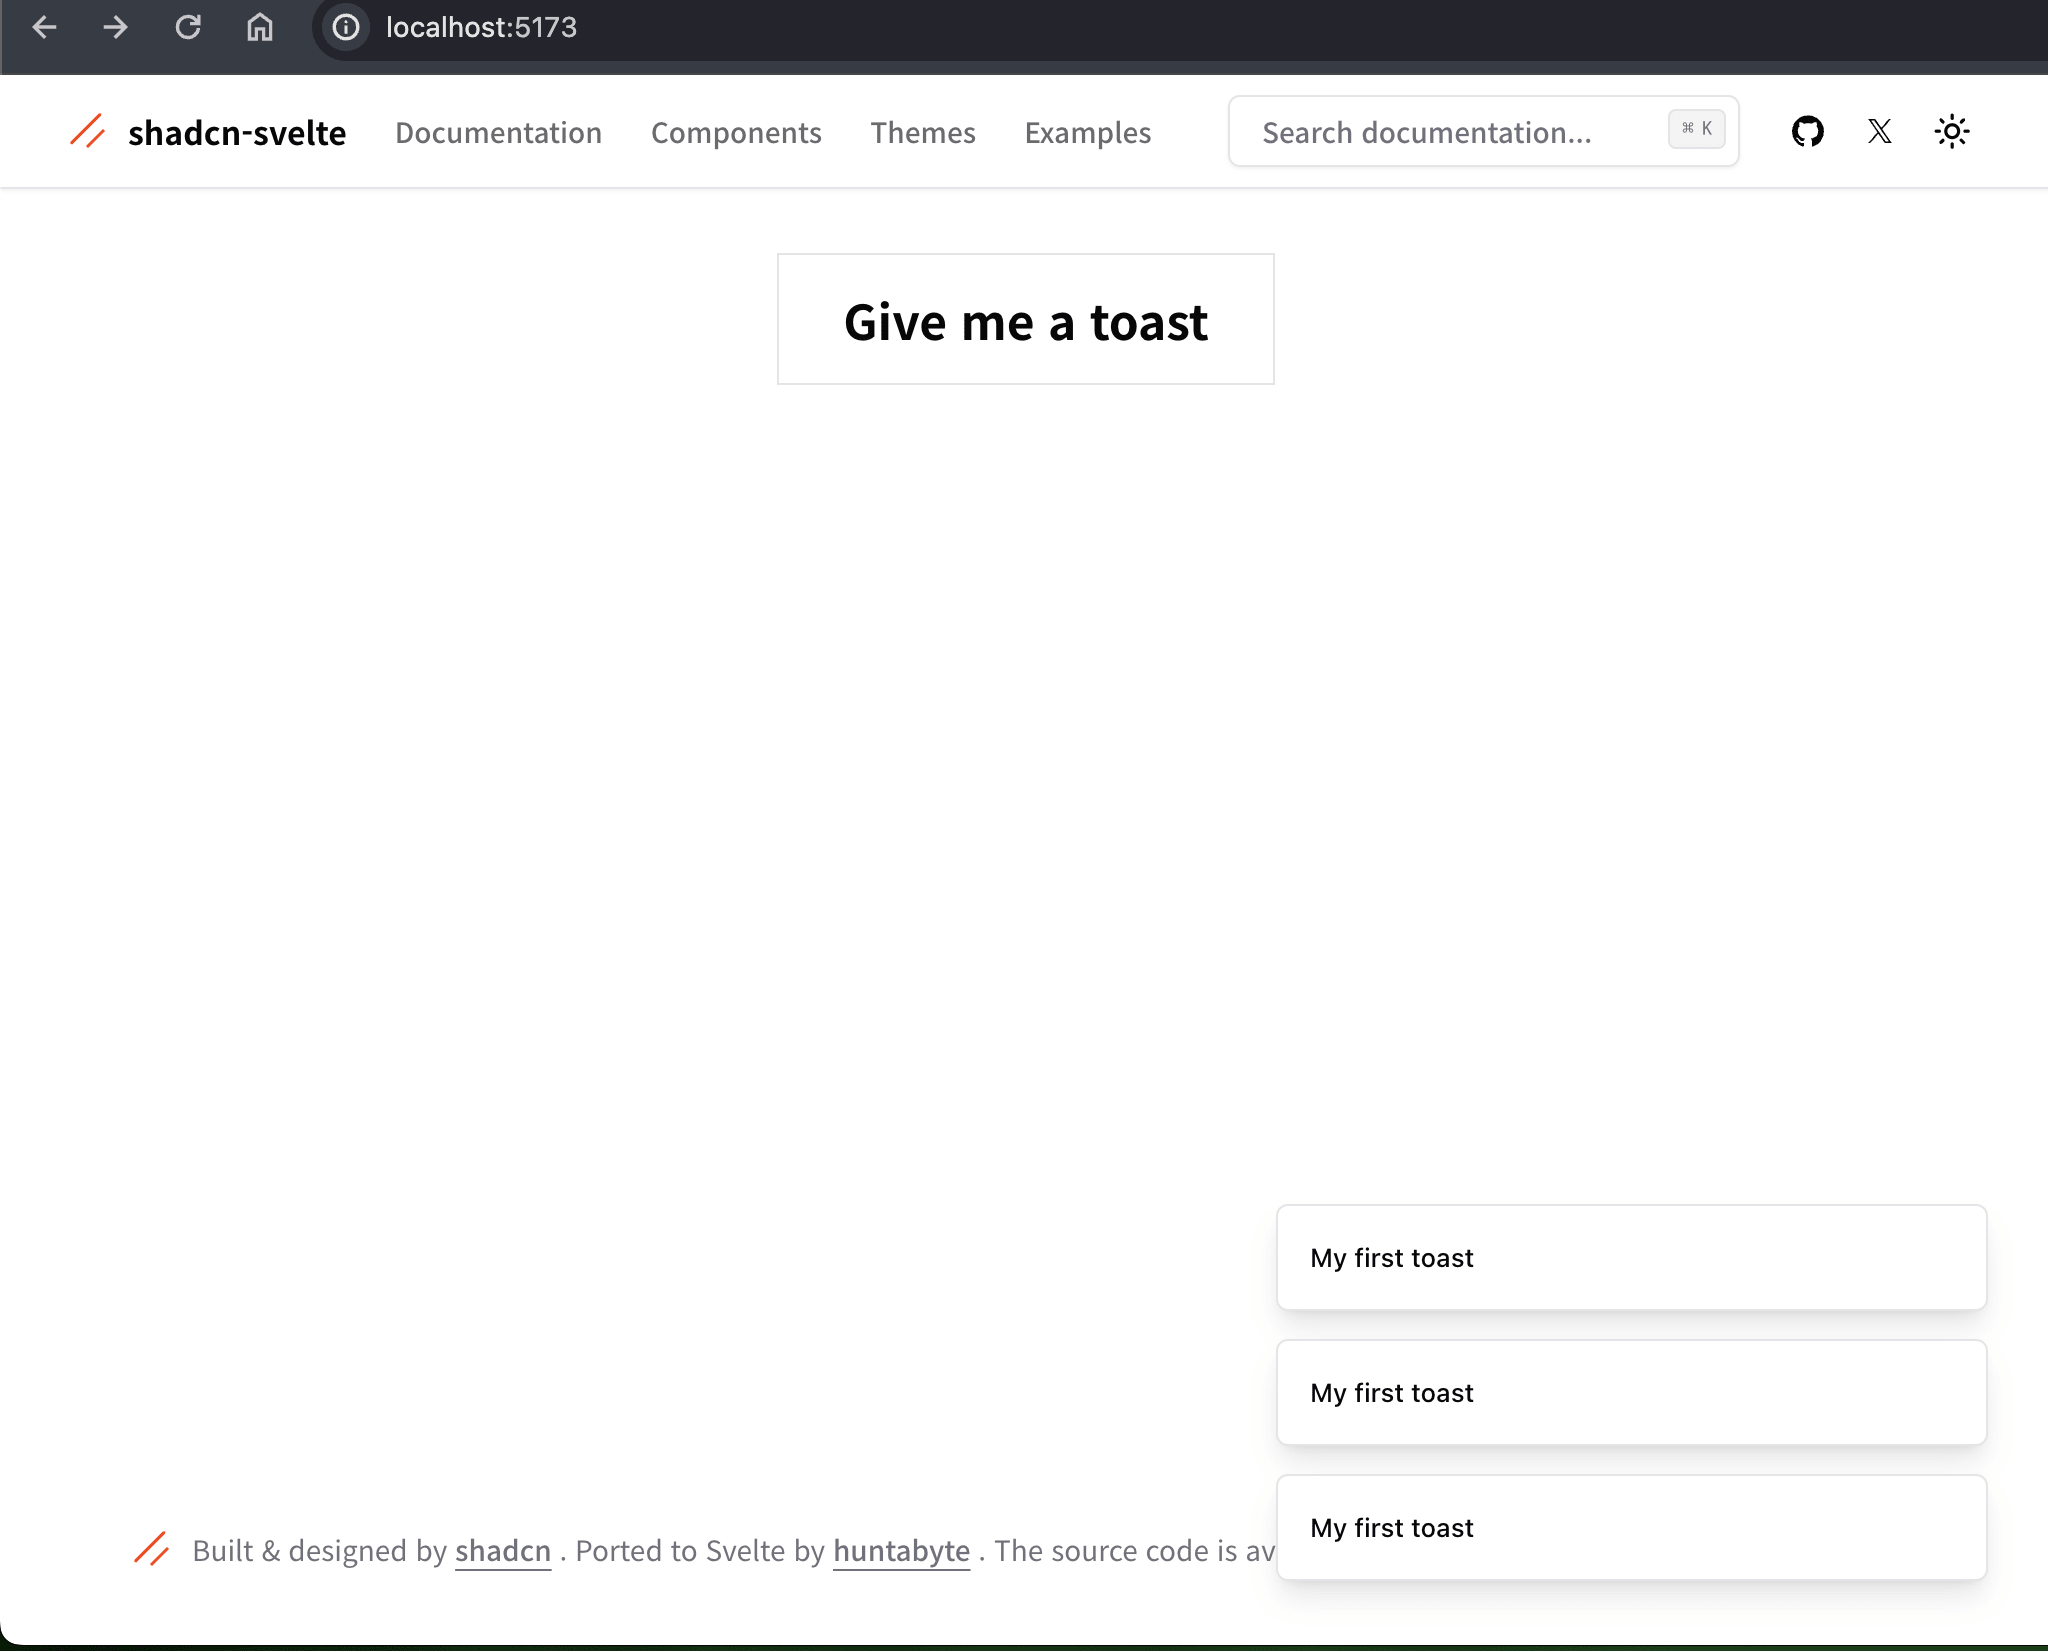 localhost:5173
shadcn-svelte Documentation Components Themes Examples Search documentation... ⌘ K
Give me a toast
My first toast
My first toast
My first toast
Built & designed by shadcn . Ported to Svelte by huntabyte . The source code is av